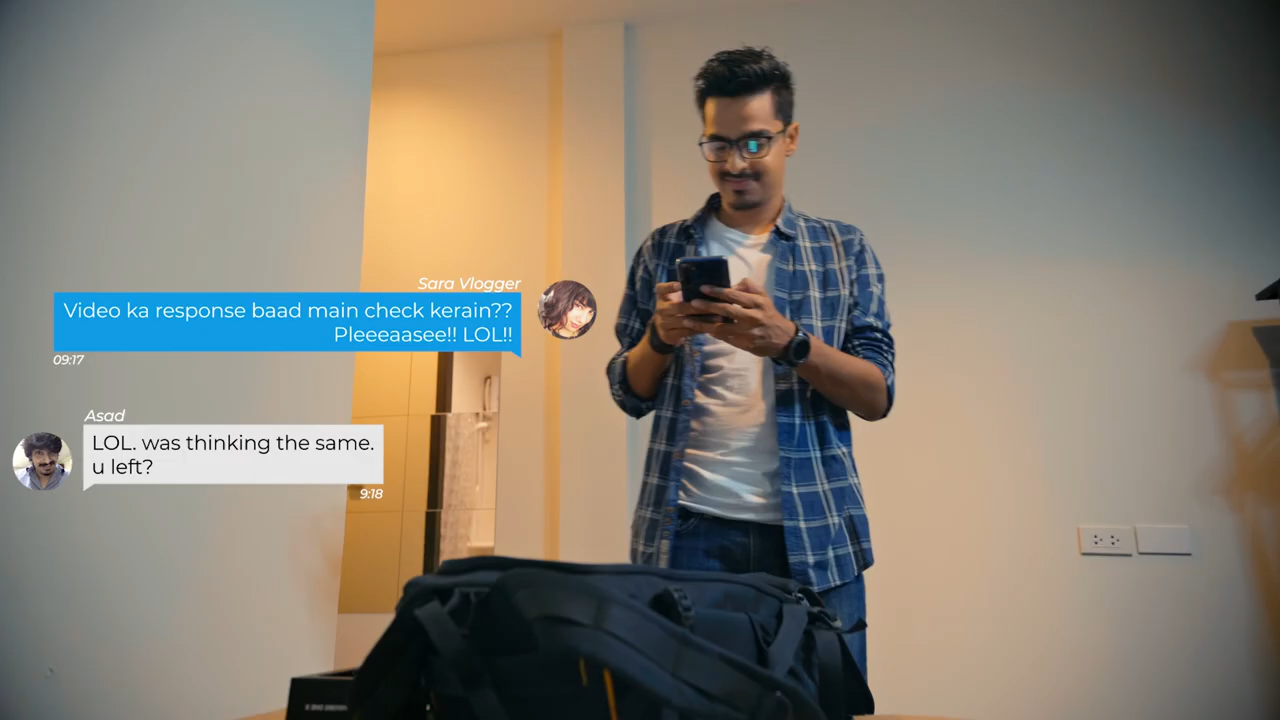 Sara Vlogger
Video ka response baad main check kerain??
Pleeeaasee!! LOL!!
09:17
Asad
LOL. was thinking the same.
u left?
9:18